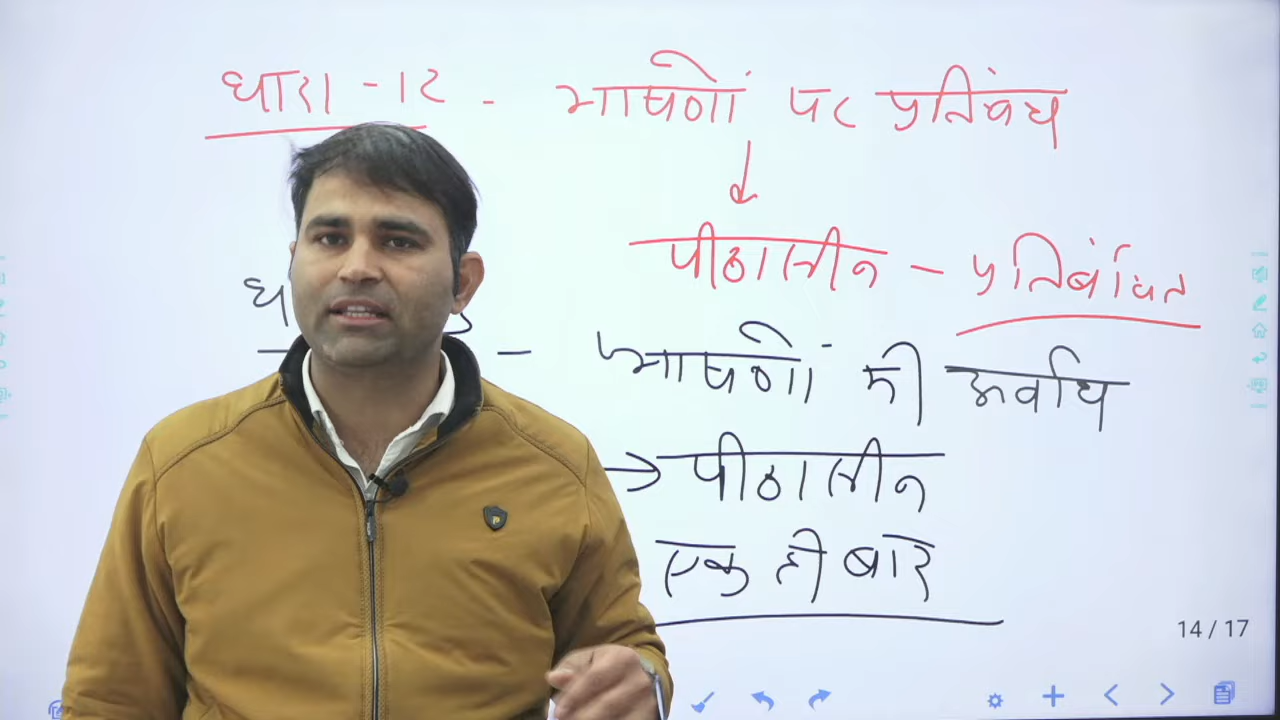 धारा -12 - भाषणों पर प्रतिबंध
पीठासीन - प्रतिबंधित
- भाषणों की अवधि
→ पीठासीन
एक ही बार
14 / 17